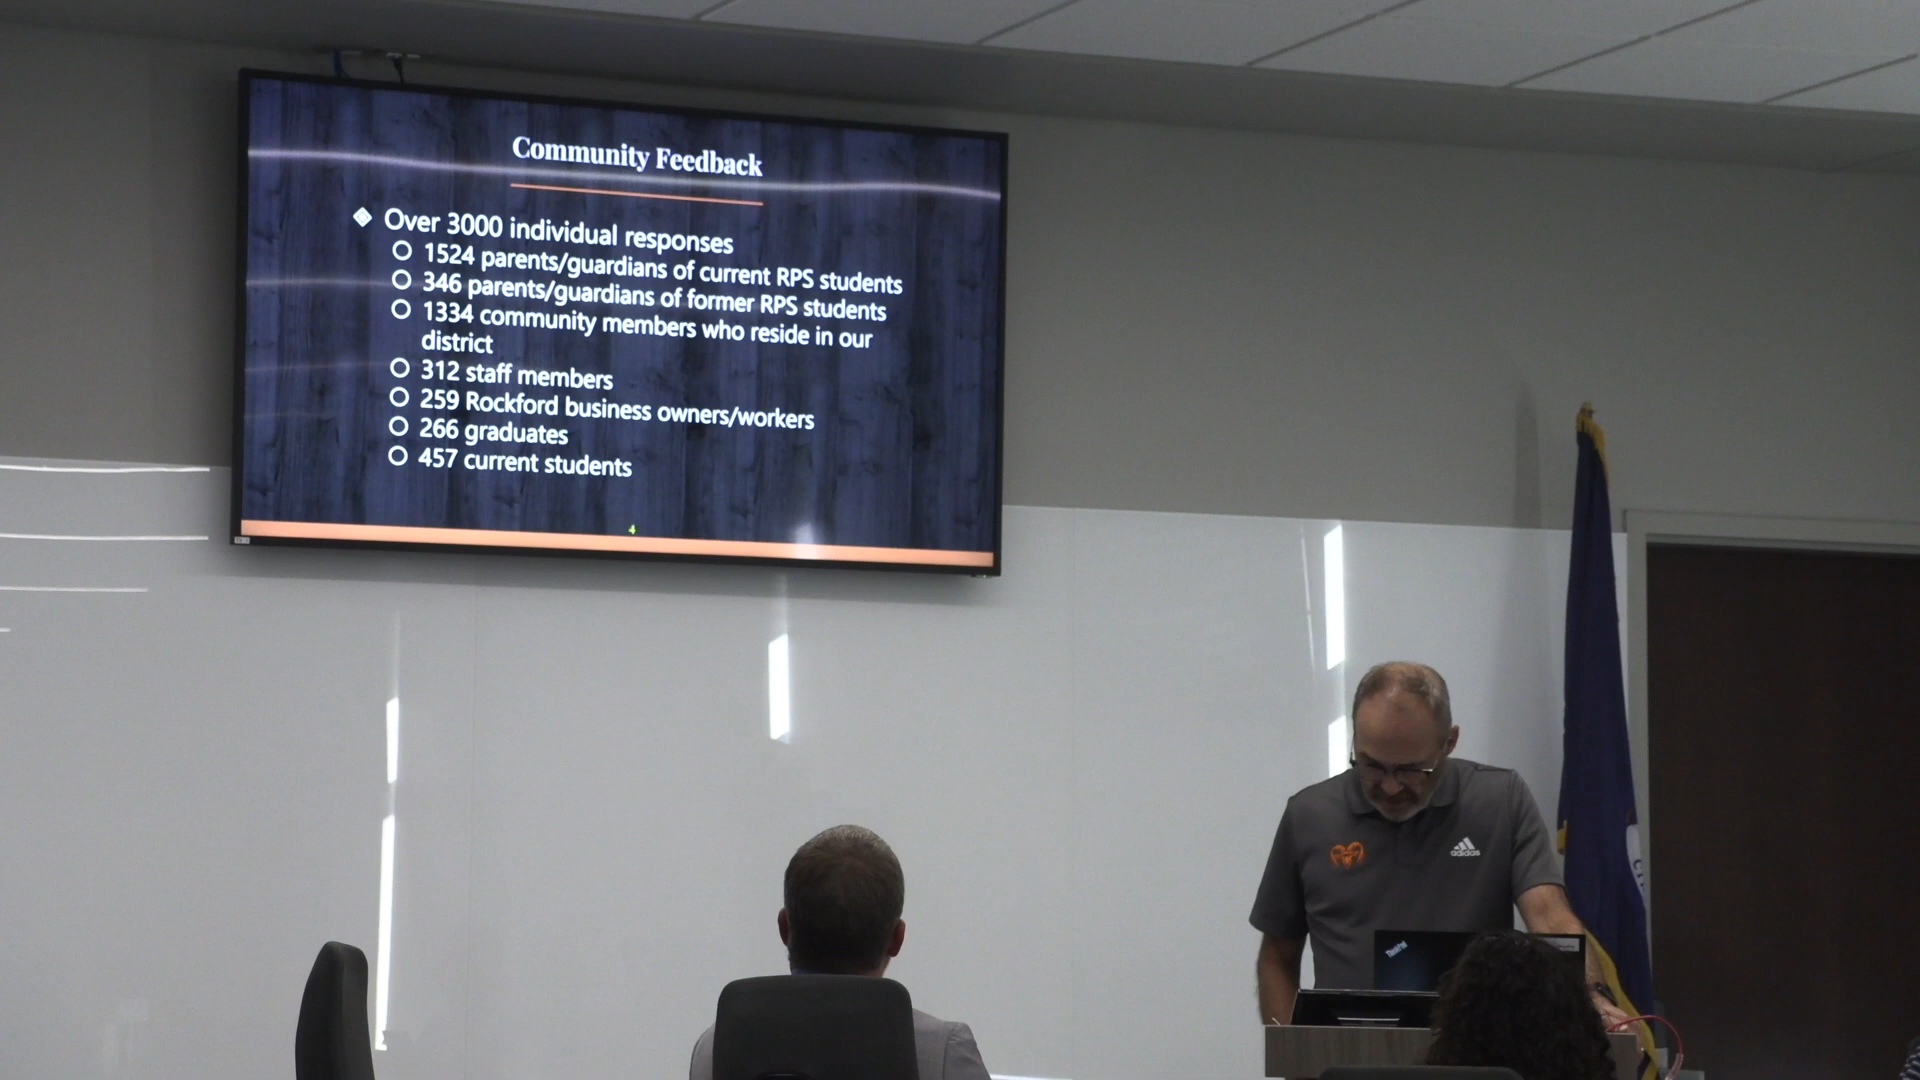 Community Feedback
Over 3000 individual responses
1524 parents/guardians of current RPS students
346 parents/guardians of former RPS students
1334 community members who reside in our
district
312 staff members
259 Rockford business owners/workers
266 graduates
457 current students
4
adidas
ThinkPad